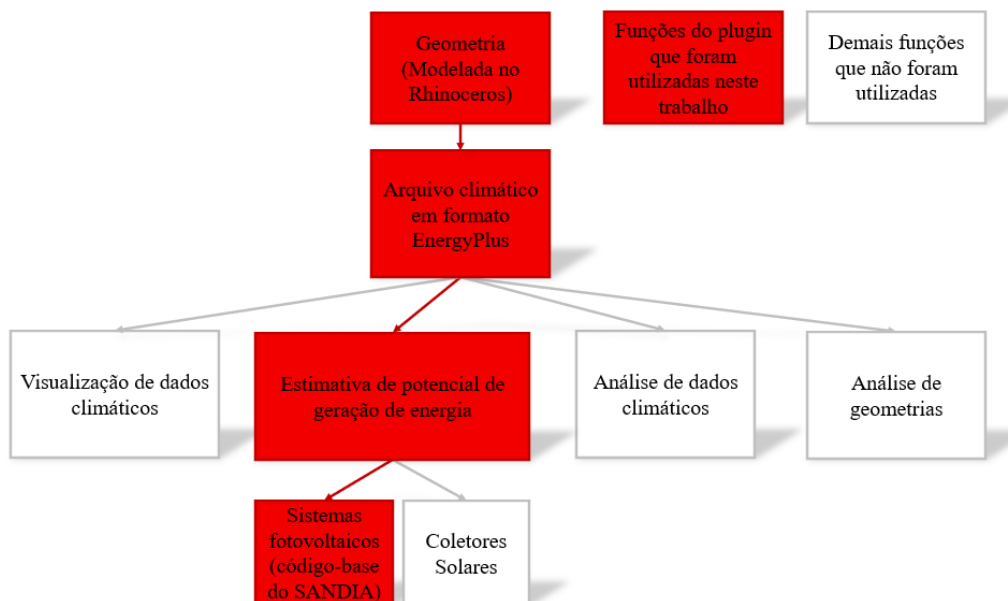 Geometria
(Modelada no
Rhinoceros)
Funções do plugin
que foram
utilizadas neste
trabalho
Demais funções
que não foram
utilizadas
Arquivo climático
em formato
EnergyPlus
Visualização de dados
climáticos
Estimativa de potencial de
geração de energia
Análise de dados
climáticos
Análise de
geometrias
Sistemas
fotovoltaicos
(código-base
do SANDIA)
Coletores
Solares